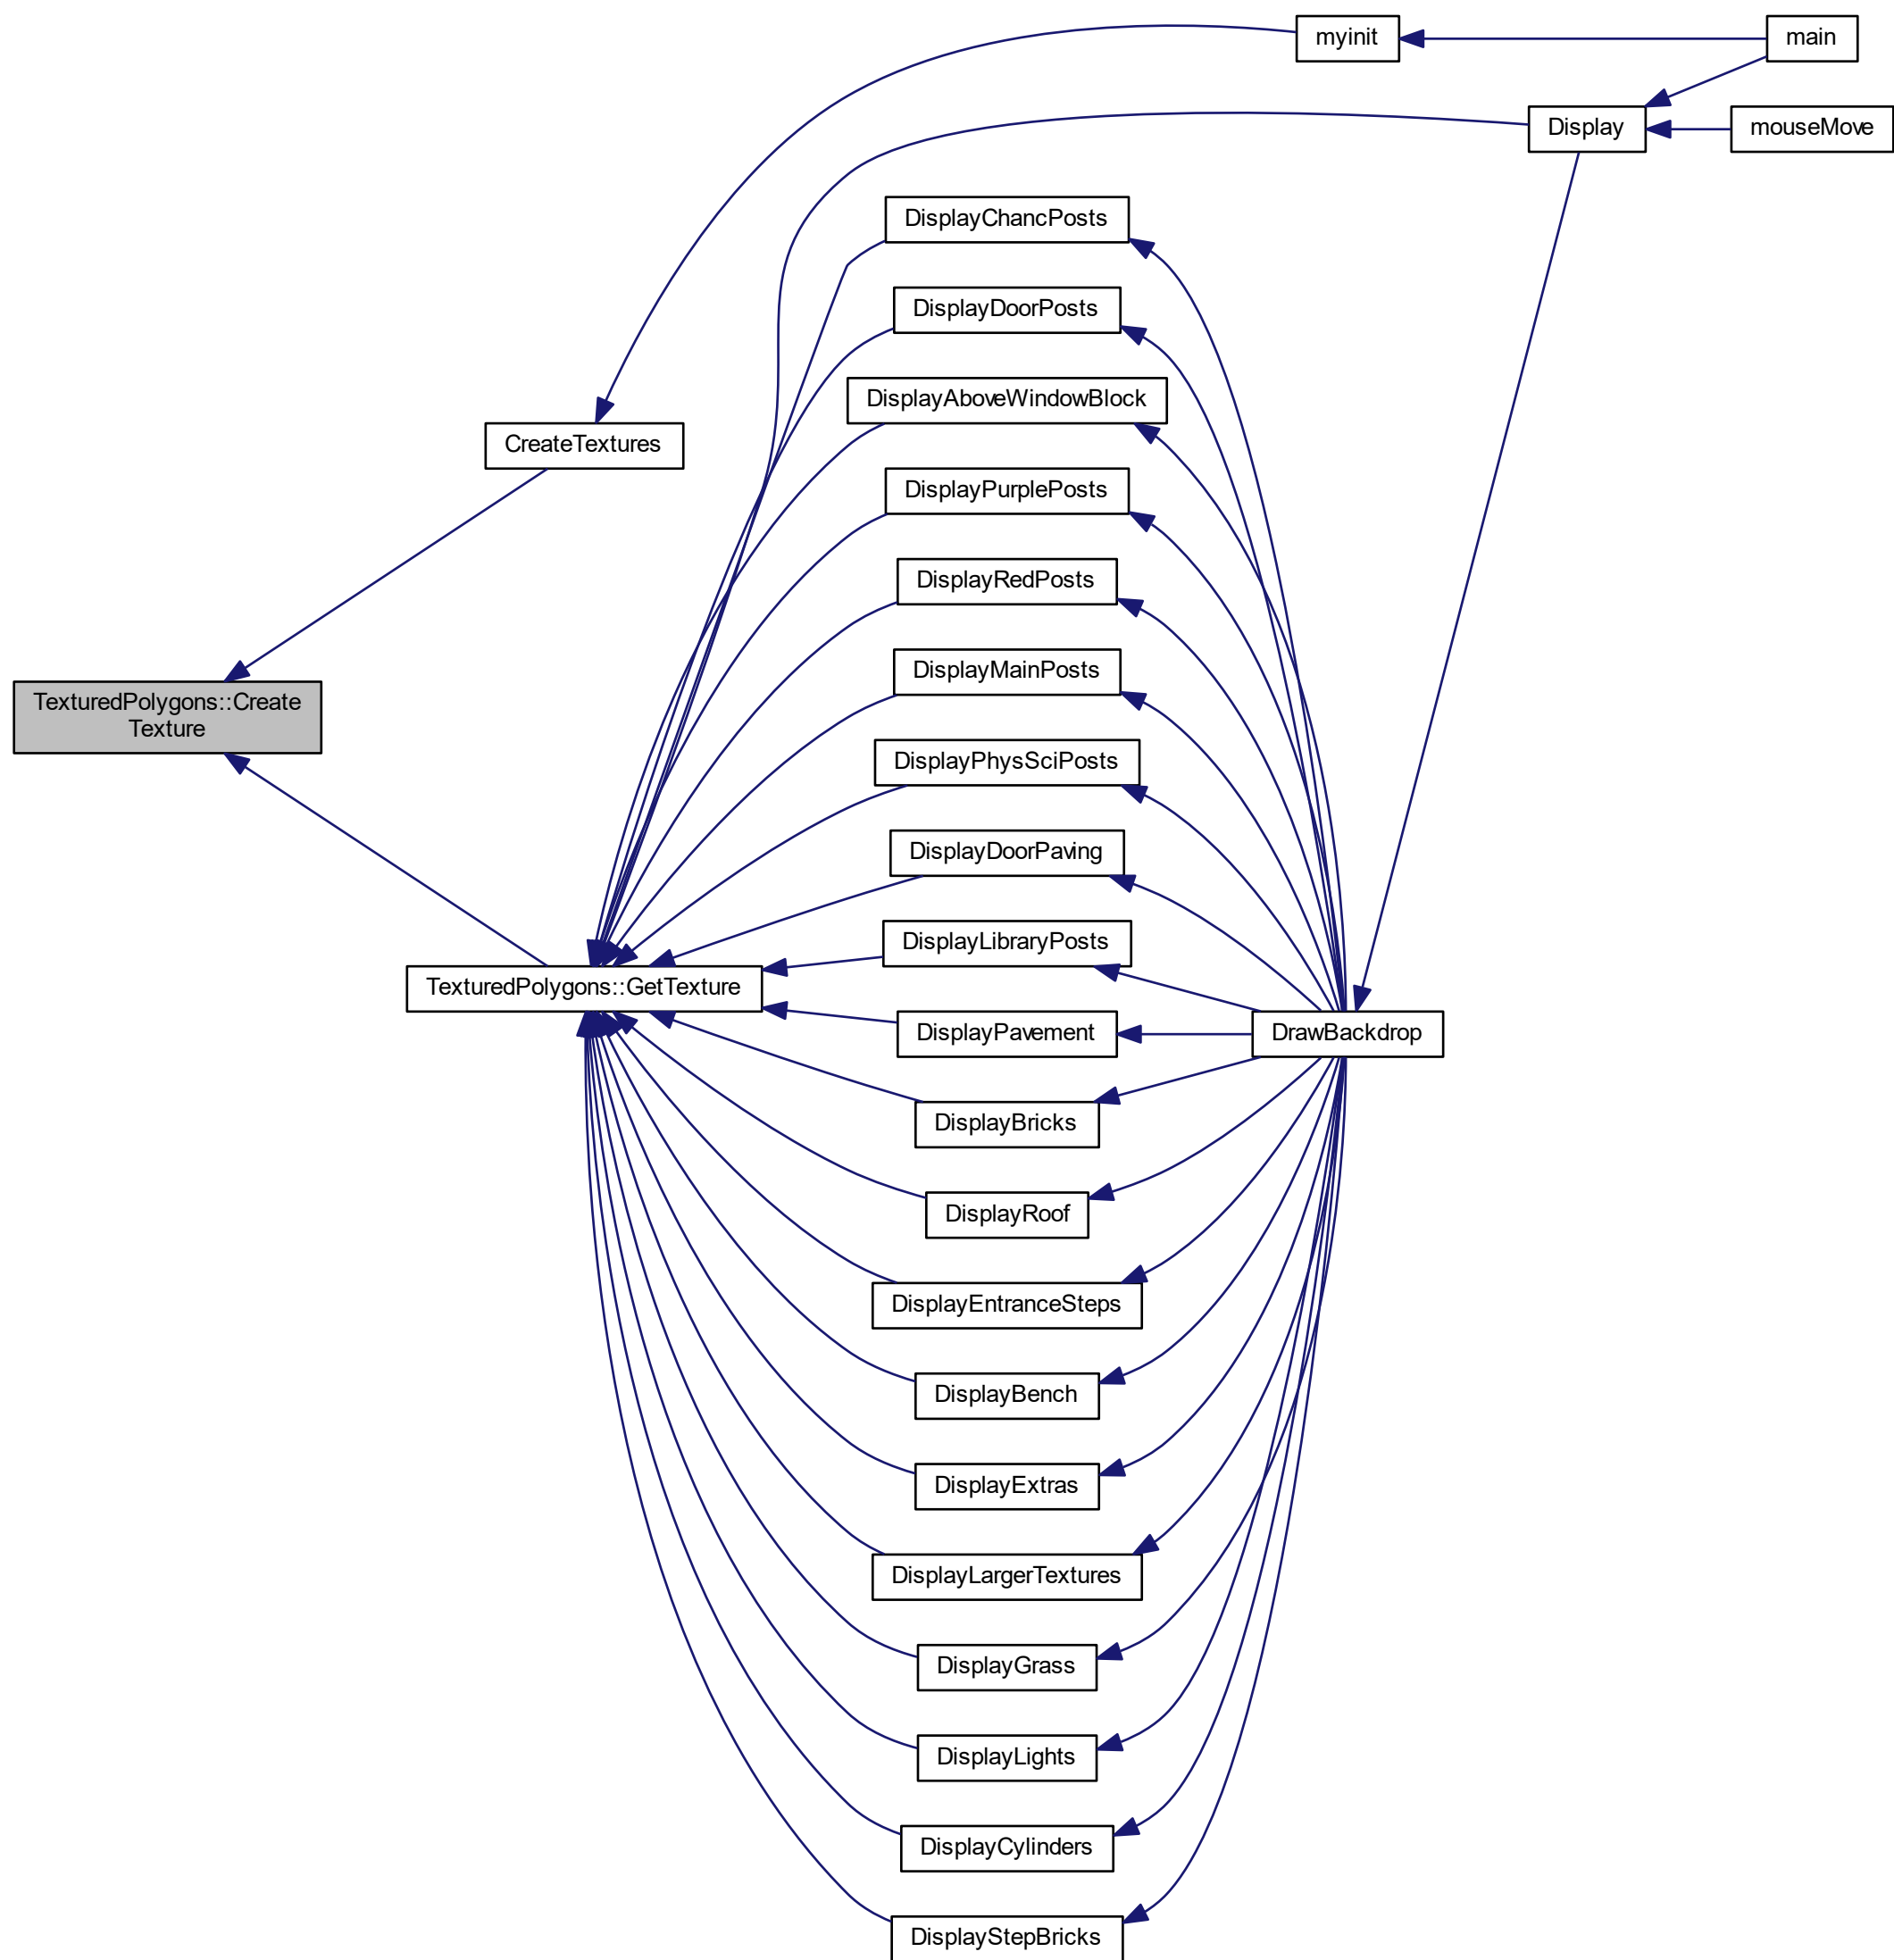 myinit
main
Display
mouseMove
DisplayChancPosts
DisplayDoorPosts
DisplayAboveWindowBlock
CreateTextures
DisplayPurplePosts
DisplayRedPosts
DisplayMainPosts
TexturedPolygons::Create
Texture
DisplayPhysSciPosts
DisplayDoorPaving
DisplayLibraryPosts
TexturedPolygons::GetTexture
DisplayPavement
DrawBackdrop
DisplayBricks
DisplayRoof
DisplayEntranceSteps
DisplayBench
DisplayExtras
DisplayLargerTextures
DisplayGrass
DisplayLights
DisplayCylinders
DisplayStepBricks